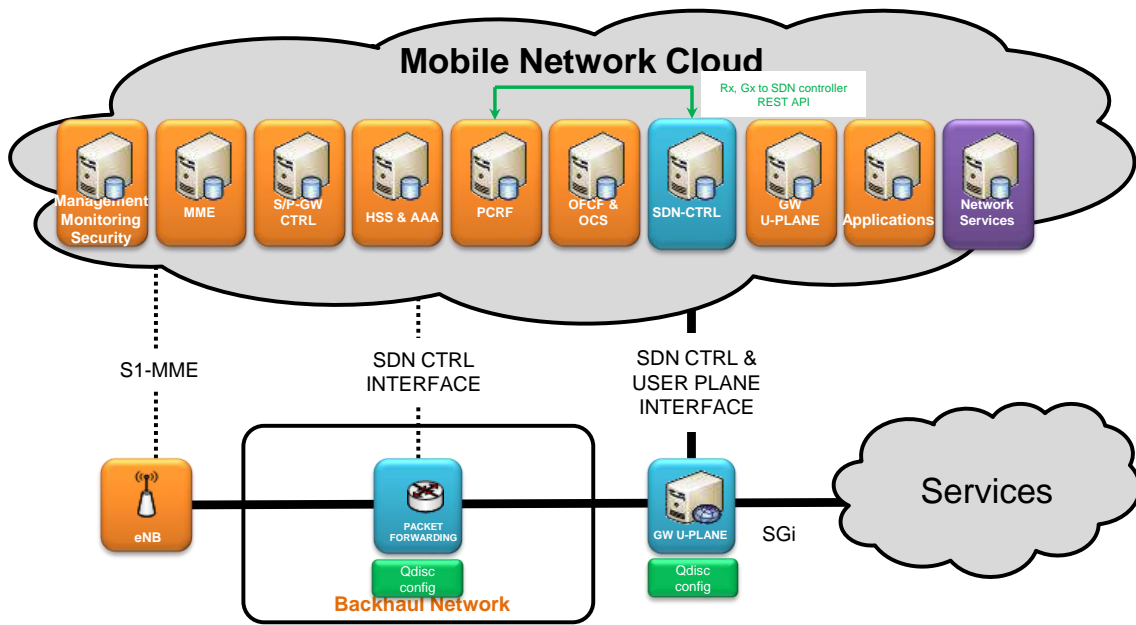 Mobile Network Cloud
Rx, Gx to SDN controller
REST API
Management
Monitoring
Security
MME
S/P-GW
CTRL
HSS & AAA
PCRF
OFCF &
OCS
SDN-CTRL
GW
U-PLANE
Applications
Network
Services
S1-MME
SDN CTRL
INTERFACE
SDN CTRL &
USER PLANE
INTERFACE
eNB
PACKET
FORWARDING
GW U-PLANE
SGi
Services
Qdisc
config
Qdisc
config
Backhaul Network